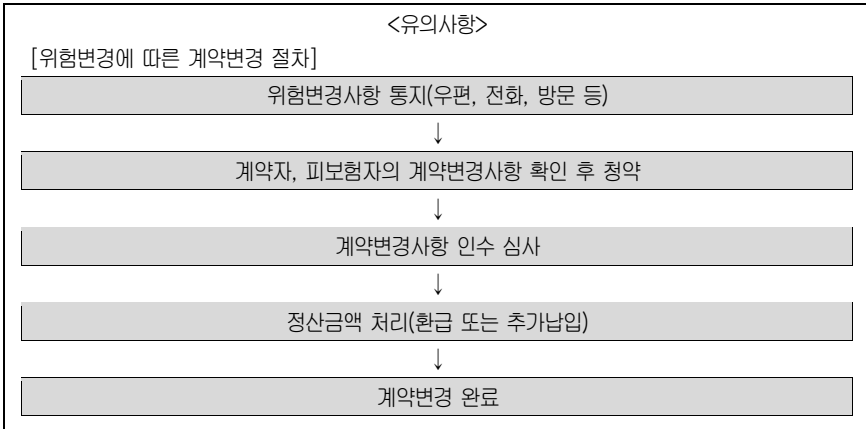 <유의사항>
[위험변경에 따른 계약변경 절차]
위험변경사항 통지(우편, 전화, 방문 등)
↓
계약자, 피보험자의 계약변경사항 확인 후 청약
↓
계약변경사항 인수 심사
↓
정산금액 처리(환급 또는 추가납입)
↓
계약변경 완료